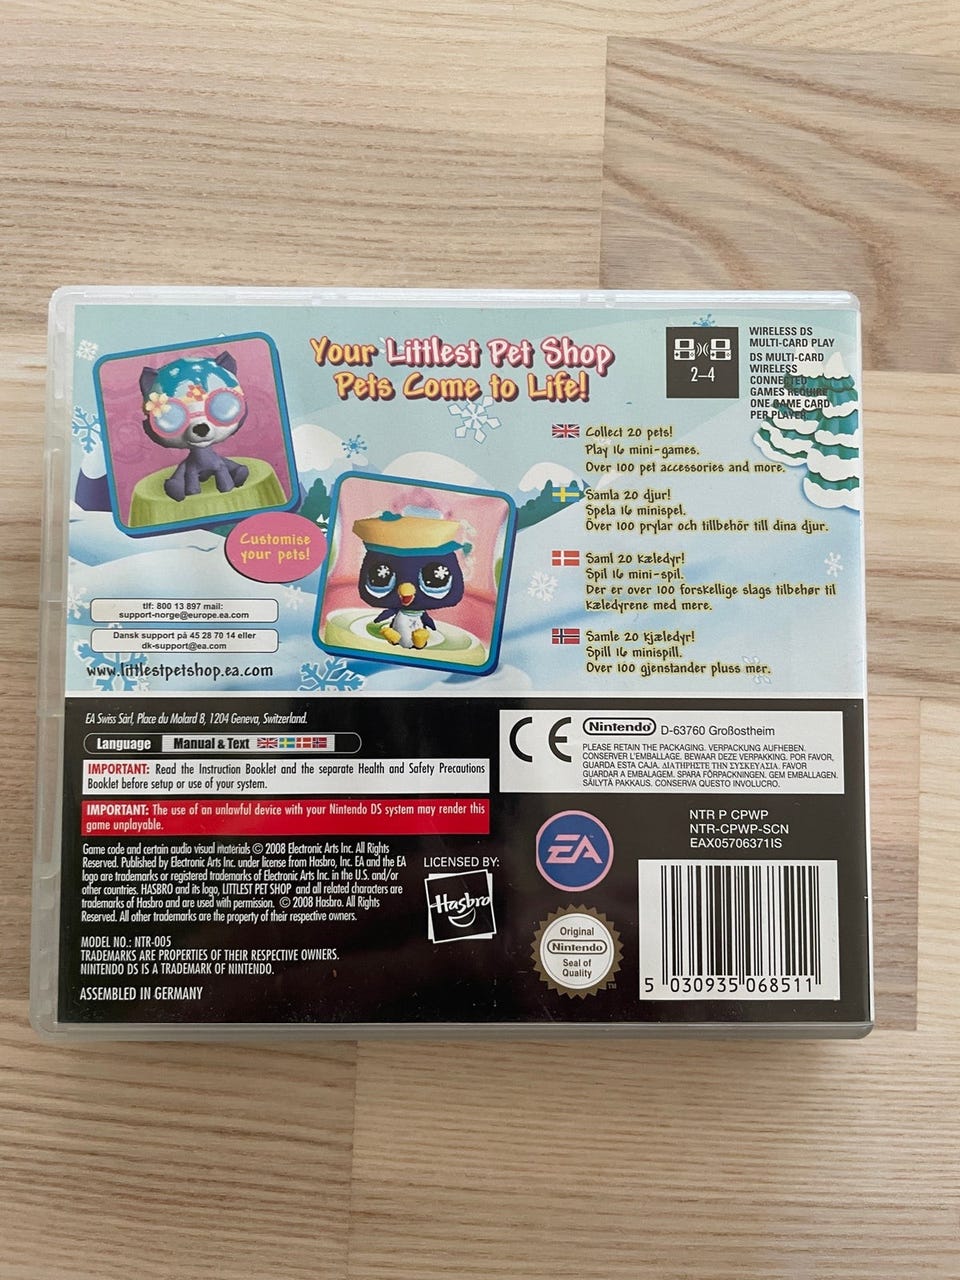 Your Littlest Pet Shop
Pets Come to Life!
2–4
WIRELESS DS
MULTI-CARD PLAY
DS MULTI-CARD
WIRELESS
CONNECTED
GAMES REQUIRE
ONE GAME CARD
PER PLAYER.
Collect 20 pets!
Play 16 mini-games.
Over 100 pet accessories and more.
Samla 20 djur!
Spela 16 minispel.
Över 100 prylar och tillbehör till dina djur.
Saml 20 kæledyr!
Spil 16 mini-spil.
Der er over 100 forskellige slags tilbehør til
kæledyrene med mere.
Samle 20 kjæledyr!
Spill 16 minispill.
Over 100 gjenstander pluss mer.
Customise
your pets!
tlf: 800 13 897 mail:
support-norge@europe.ea.com
Dansk support på 45 28 70 14 eller
dk-support@ea.com
www.littlestpetshop.ea.com
EA Swiss Sàrl, Place du Molard 8, 1204 Geneva, Switzerland.
Language Manual & Text
IMPORTANT: Read the Instruction Booklet and the separate Health and Safety Precautions
Booklet before setup or use of your system.
IMPORTANT: The use of an unlawful device with your Nintendo DS system may render this
game unplayable.
Game code and certain audio visual materials © 2008 Electronic Arts Inc. All Rights
Reserved. Published by Electronic Arts Inc. under license from Hasbro, Inc. EA and the EA
logo are trademarks or registered trademarks of Electronic Arts Inc. in the U.S. and/or
other countries. HASBRO and its logo, LITTLEST PET SHOP and all related characters are
trademarks of Hasbro and are used with permission. © 2008 Hasbro. All Rights
Reserved. All other trademarks are the property of their respective owners.
MODEL NO.: NTR-005
TRADEMARKS ARE PROPERTIES OF THEIR RESPECTIVE OWNERS.
NINTENDO DS IS A TRADEMARK OF NINTENDO.
ASSEMBLED IN GERMANY
LICENSED BY:
Hasbro
CE Nintendo D-63760 Großostheim
PLEASE RETAIN THE PACKAGING. VERPACKUNG AUFHEBEN.
CONSERVER L'EMBALLAGE. BEWAAR DEZE VERPAKKING. POR FAVOR,
GUARDA ESTA CAJA. ΔΙΑΤΗΡΗΣΤΕ ΤΗΝ ΣΥΣΚΕΥΑΣΙΑ. FAVOR
GUARDAR A EMBALAGEM. SPARA FÖRPACKNINGEN. GEM EMBALLAGEN.
SÄILYTÄ PAKKAUS. CONSERVA QUESTO INVOLUCRO.
EA
NTR P CPWP
NTR-CPWP-SCN
EAX05706371IS
Original
Nintendo
Seal of
Quality
TM
5 030935 068511